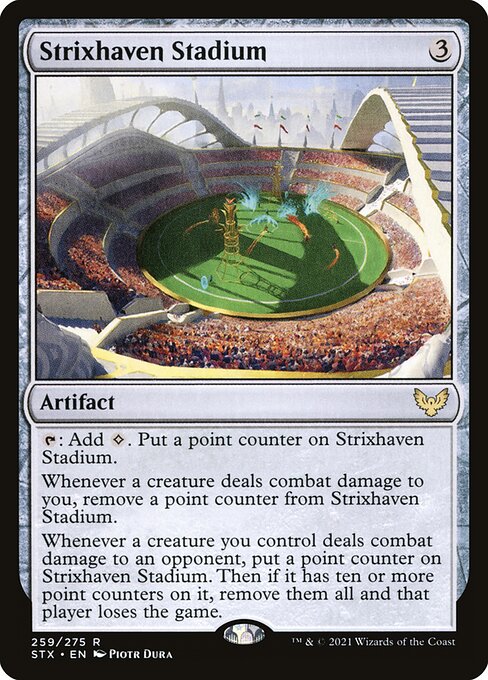 Strixhaven Stadium 3
Artifact
: Add . Put a point counter on Strixhaven
Stadium.
Whenever a creature deals combat damage to
you, remove a point counter from Strixhaven
Stadium.
Whenever a creature you control deals combat
damage to an opponent, put a point counter on
Strixhaven Stadium. Then if it has ten or more
point counters on it, remove them all and that
player loses the game.
259/275 R
STX • EN Piotr Dura
™ & © 2021 Wizards of the Coast